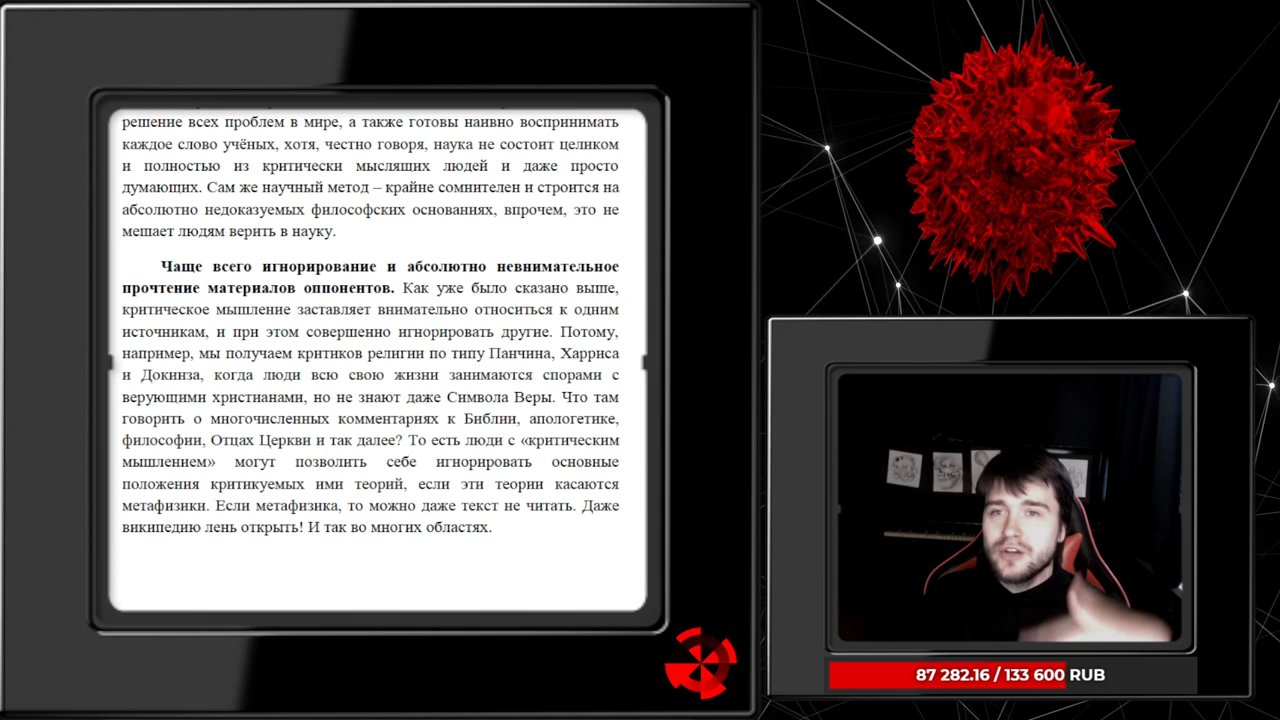 решение всех проблем в мире, а также готовы наивно воспринимать
каждое слово учёных, хотя, честно говоря, наука не состоит целиком
и полностью из критически мыслящих людей и даже просто
думающих. Сам же научный метод – крайне сомнителен и строится на
абсолютно недоказуемых философских основаниях, впрочем, это не
мешает людям верить в науку.
Чаще всего игнорирование и абсолютно невнимательное
прочтение материалов оппонентов. Как уже было сказано выше,
критическое мышление заставляет внимательно относиться к одним
источникам, и при этом совершенно игнорировать другие. Потому,
например, мы получаем критиков религии по типу Панчина, Харриса
и Докинза, когда люди всю свою жизни занимаются спорами с
верующими христианами, но не знают даже Символа Веры. Что там
говорить о многочисленных комментариях к Библии, апологетике,
философии, Отцах Церкви и так далее? То есть люди с «критическим
мышлением» могут позволить себе игнорировать основные
положения критикуемых ими теорий, если эти теории касаются
метафизики. Если метафизика, то можно даже текст не читать. Даже
википедию лень открыть! И так во многих областях.
87 282.16 / 133 600 RUB